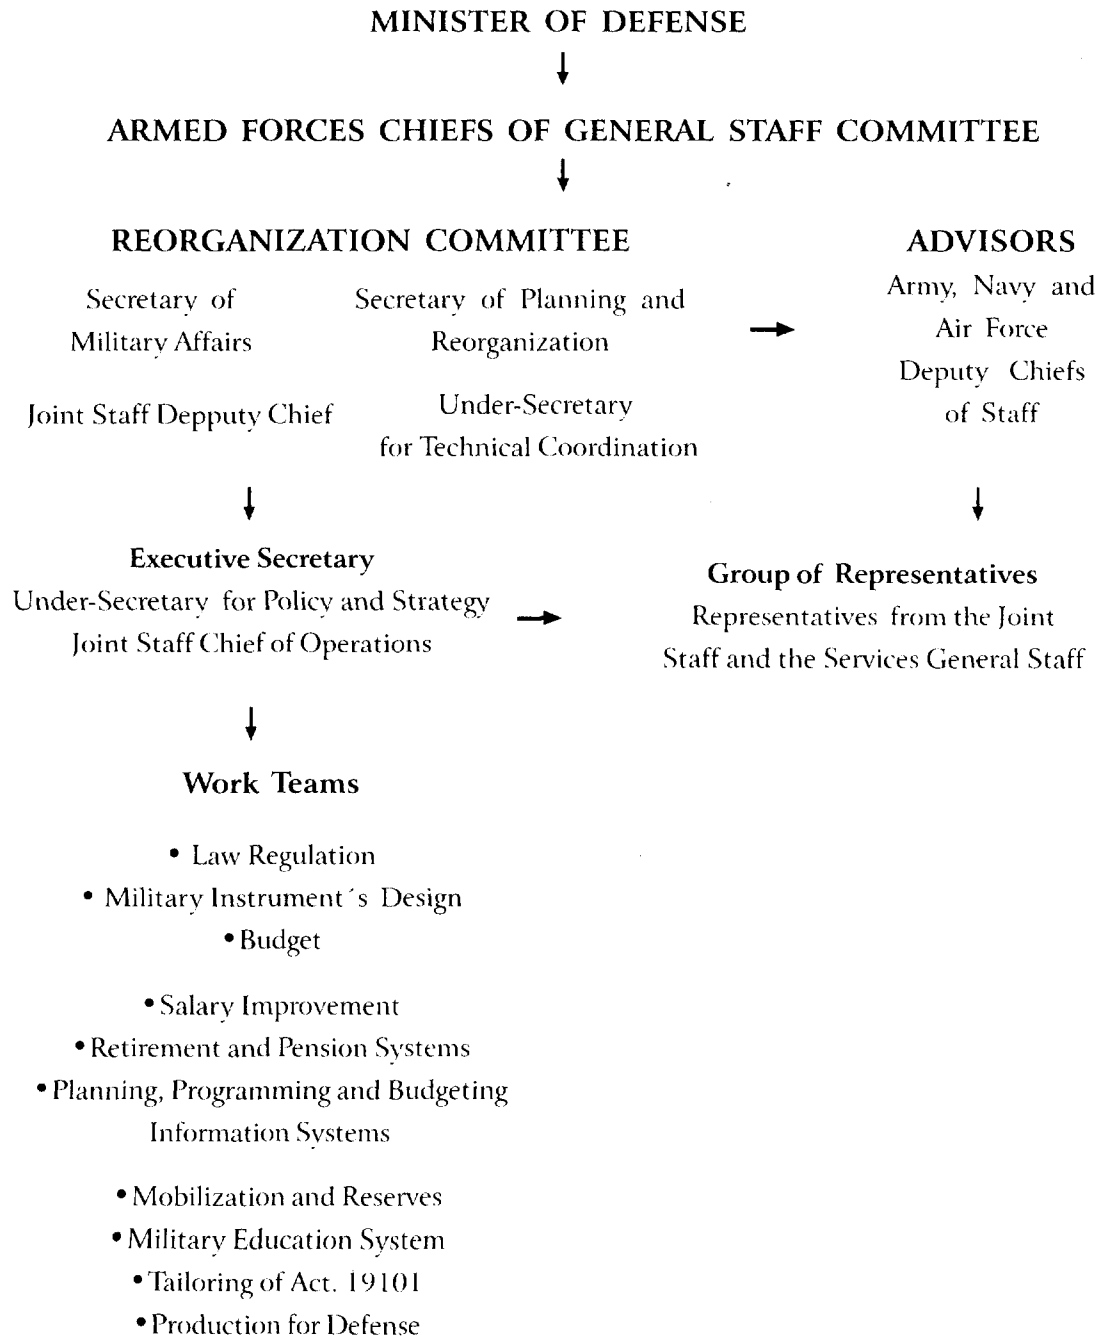 MINISTER OF DEFENSE
ARMED FORCES CHIEFS OF GENERAL STAFF COMMITTEE
REORGANIZATION COMMITTEE
Secretary of
Military Affairs
Secretary of Planning and
Reorganization
Joint Staff Depputy Chief
Under-Secretary
for Technical Coordination
ADVISORS
Army, Navy and
Air Force
Deputy Chiefs
of Staff
Executive Secretary
Under-Secretary for Policy and Strategy
Joint Staff Chief of Operations
Group of Representatives
Representatives from the Joint
Staff and the Services General Staff
Work Teams
• Law Regulation
• Military Instrument´s Design
• Budget
• Salary Improvement
• Retirement and Pension Systems
• Planning, Programming and Budgeting
Information Systems
• Mobilization and Reserves
• Military Education System
• Tailoring of Act. 19101
• Production for Defense